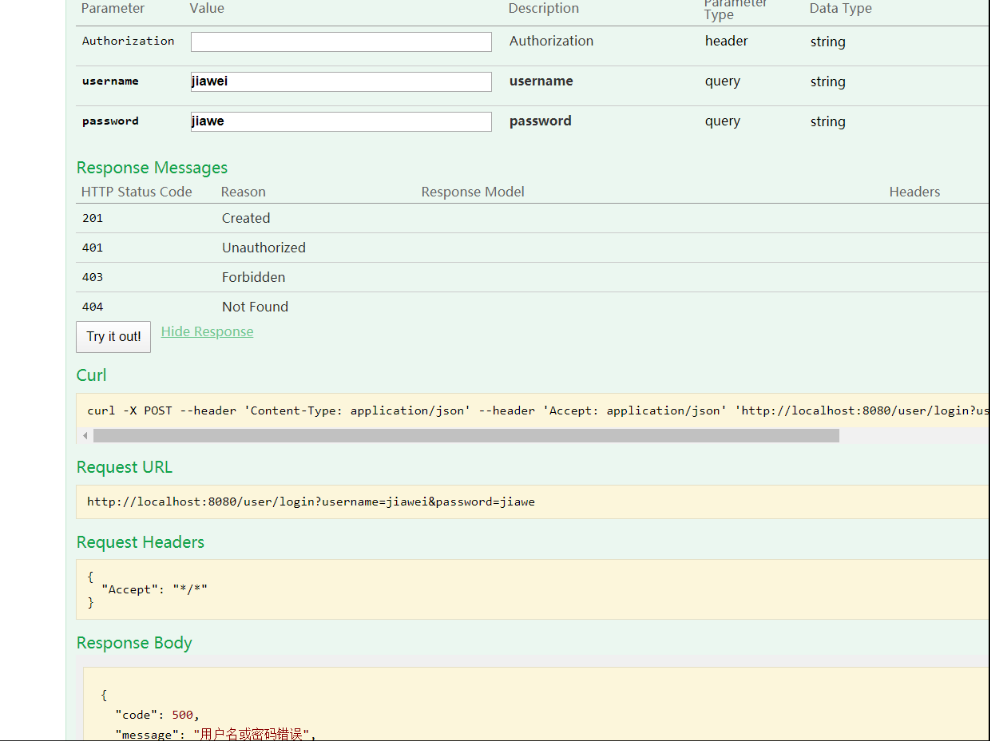 Parameter Value Description Parameter Type Data Type
Authorization Authorization header string
username jiawei username query string
password jiawe password query string
Response Messages
HTTP Status Code Reason Response Model Headers
201 Created
401 Unauthorized
403 Forbidden
404 Not Found
Try it out! Hide Response
Curl
curl -X POST --header 'Content-Type: application/json' --header 'Accept: application/json' 'http://localhost:8080/user/login?us
Request URL
http://localhost:8080/user/login?username=jiawei&password=jiawe
Request Headers
{
"Accept": "*/*"
}
Response Body
{
"code": 500,
"message": "用户名或密码错误",